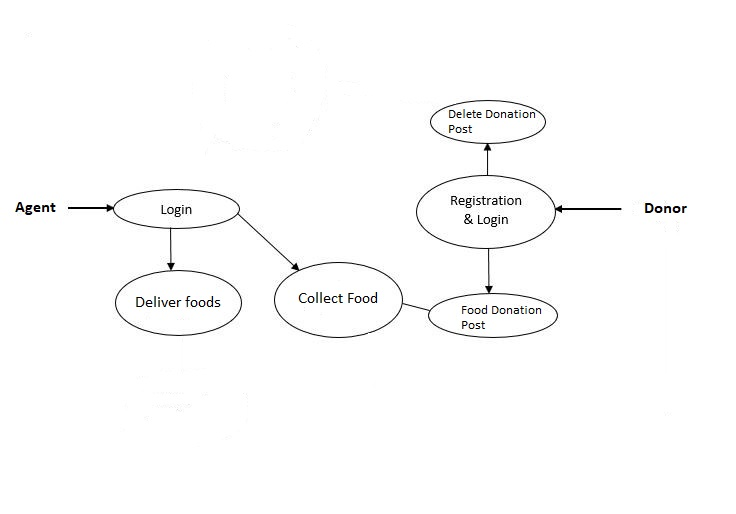 Delete Donation
Post
Agent
Login
Registration
& Login
Donor
Deliver foods
Collect Food
Food Donation
Post